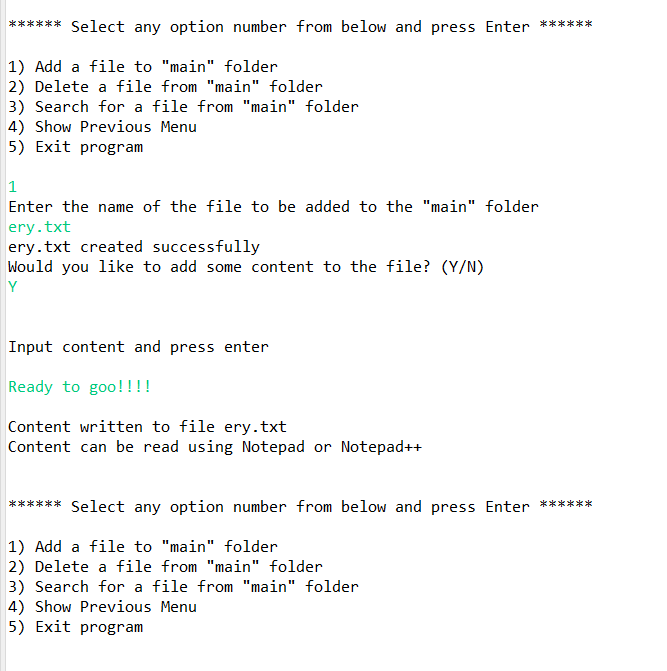 ****** Select any option number from below and press Enter ******
1) Add a file to "main" folder
2) Delete a file from "main" folder
3) Search for a file from "main" folder
4) Show Previous Menu
5) Exit program
1
Enter the name of the file to be added to the "main" folder
ery.txt
ery.txt created successfully
Would you like to add some content to the file? (Y/N)
Y
Input content and press enter
Ready to goo!!!!
Content written to file ery.txt
Content can be read using Notepad or Notepad++
****** Select any option number from below and press Enter ******
1) Add a file to "main" folder
2) Delete a file from "main" folder
3) Search for a file from "main" folder
4) Show Previous Menu
5) Exit program